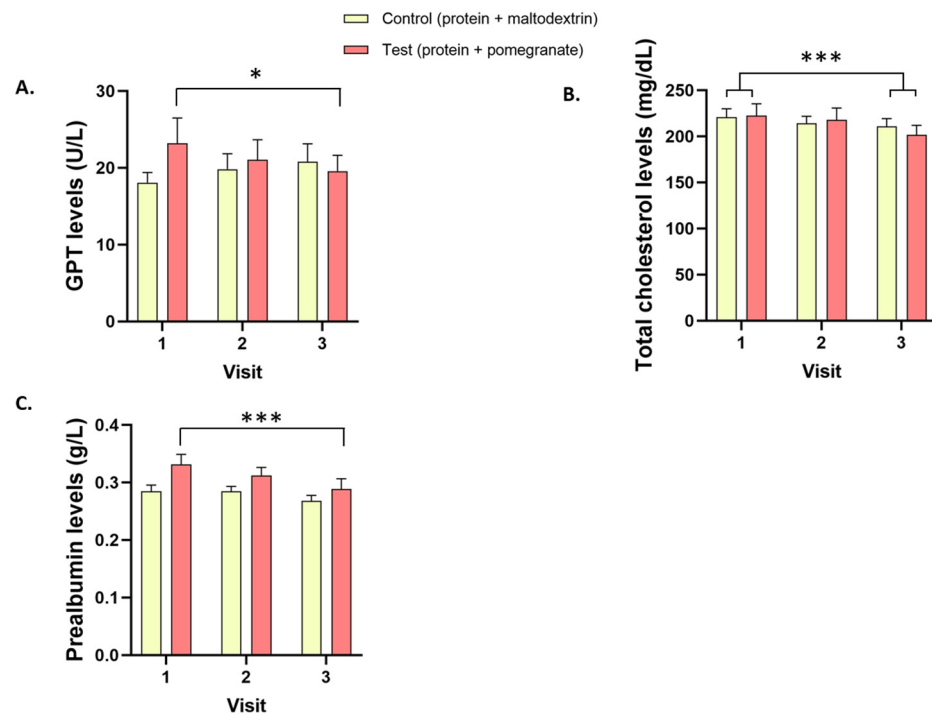 Control (protein + maltodextrin)
Test (protein + pomegranate)
A.
*
GPT levels (U/L)
30
20
10
0
1 2 3
Visit
B.
***
Total cholesterol levels (mg/dL)
250
200
150
100
50
0
1 2 3
Visit
C.
***
Prealbumin levels (g/L)
0.4
0.3
0.2
0.1
0.0
1 2 3
Visit